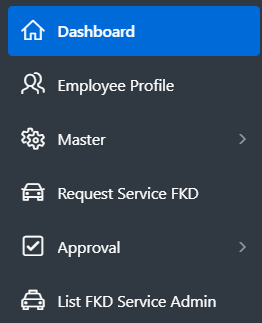 Dashboard
Employee Profile
Master
Request Service FKD
Approval
List FKD Service Admin